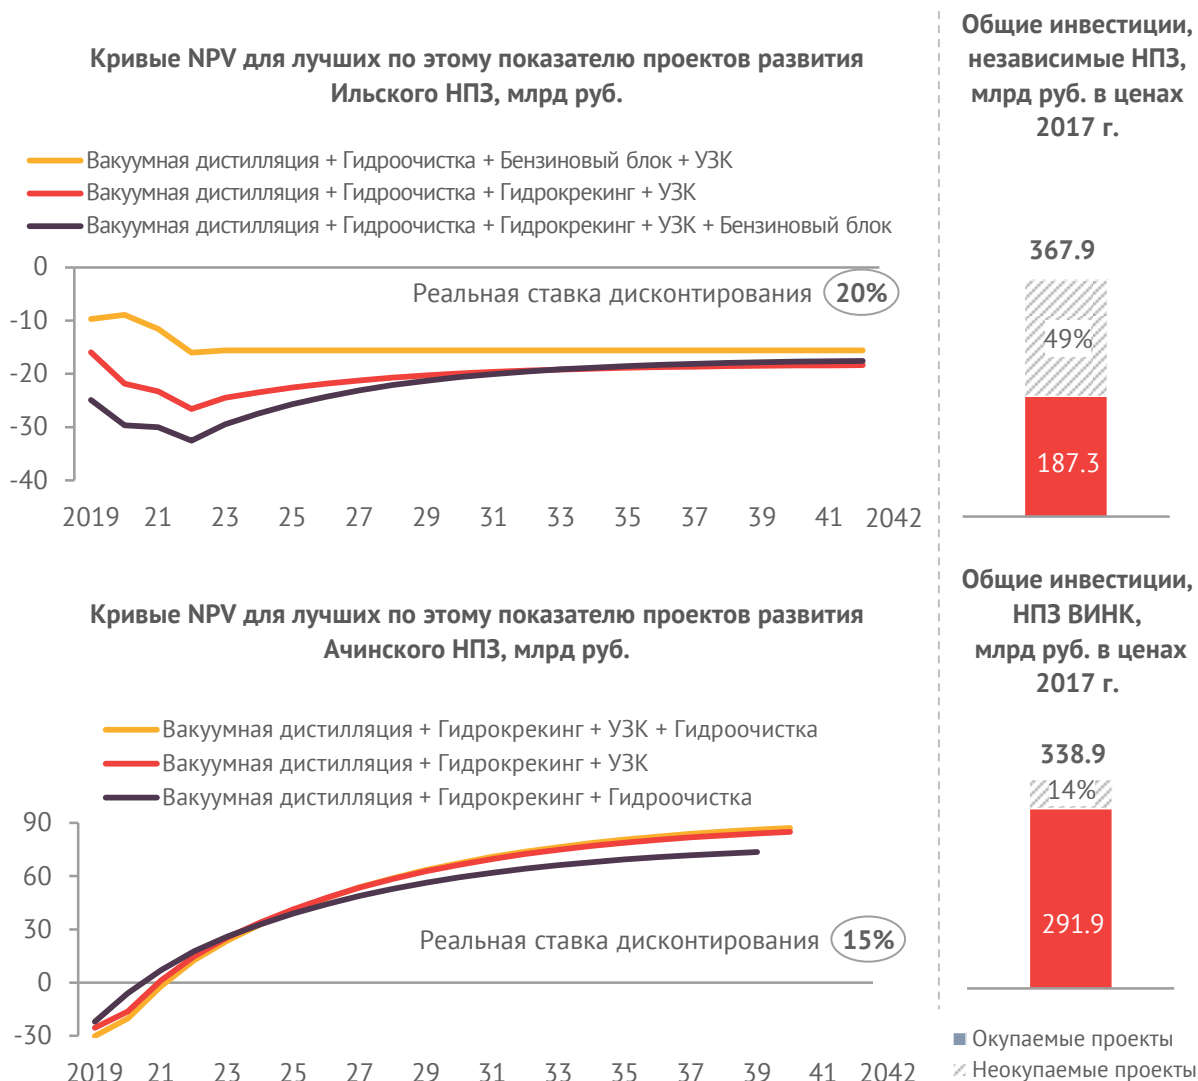 Кривые NPV для лучших по этому показателю проектов развития
Ильского НПЗ, млрд руб.
Вакуумная дистилляция + Гидроочистка + Бензиновый блок + УЗК
Вакуумная дистилляция + Гидроочистка + Гидрокрекинг + УЗК
Вакуумная дистилляция + Гидроочистка + Гидрокрекинг + УЗК + Бензиновый блок
0
-10
-20
-30
-40
Реальная ставка дисконтирования 20%
2019 21 23 25 27 29 31 33 35 37 39 41 2042
Общие инвестиции,
независимые НПЗ,
млрд руб. в ценах
2017 г.
367.9
49%
187.3
Кривые NPV для лучших по этому показателю проектов развития
Ачинского НПЗ, млрд руб.
Вакуумная дистилляция + Гидрокрекинг + УЗК + Гидроочистка
Вакуумная дистилляция + Гидрокрекинг + УЗК
Вакуумная дистилляция + Гидрокрекинг + Гидроочистка
90
60
30
0
-30
Реальная ставка дисконтирования 15%
2019 21 23 25 27 29 31 33 35 37 39 41 2042
Общие инвестиции,
НПЗ ВИНК,
млрд руб. в ценах
2017 г.
338.9
14%
291.9
Окупаемые проекты
Неокупаемые проекты